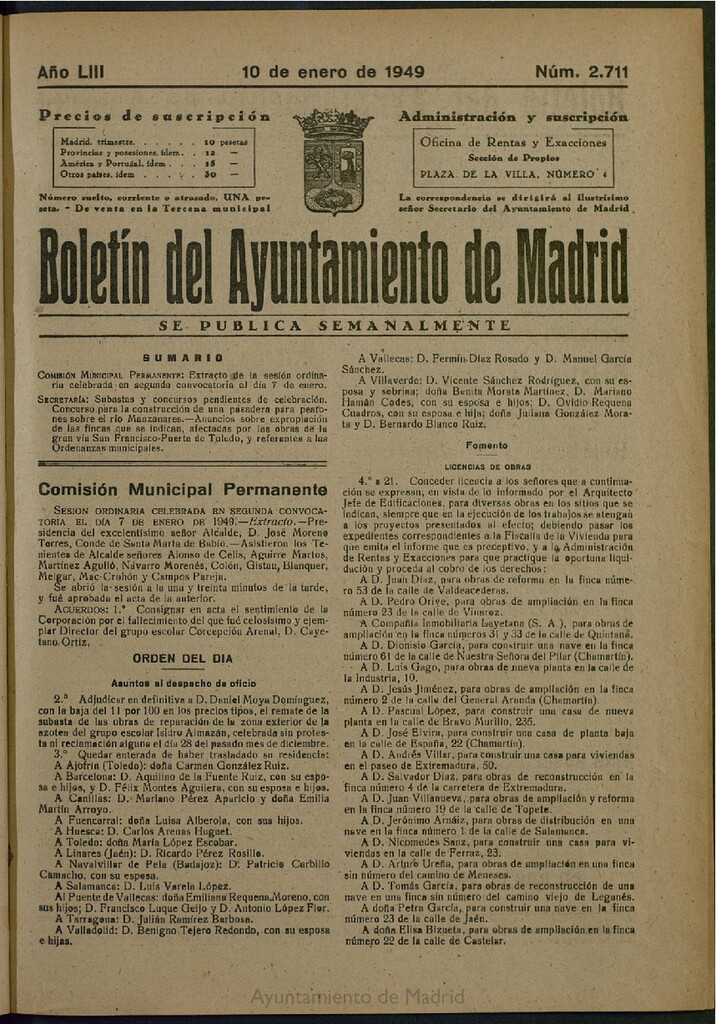 Año LIII 10 de enero de 1949 Núm. 2.711
Precios de suscripción
Madrid, trimestre. . . . . . 10 pesetas
Provincias y posesiones, ídem. . 12 —
América y Portugal, ídem . . . 15 —
Otros países, ídem . . . . . 30 —
Número suelto, corriente o atrasado, UNA pe-
seta. - De venta en la Tercena municipal
Administración y suscripción
Oficina de Rentas y Exacciones
Sección de Propios
PLAZA DE LA VILLA, NÚMERO 4
La correspondencia se dirigirá al Ilustrísimo
señor Secretario del Ayuntamiento de Madrid.
Boletín del Ayuntamiento de Madrid
SE PUBLICA SEMANALMENTE
SUMARIO
COMISIÓN MUNICIPAL PERMANENTE: Extracto de la sesión ordina-
ria celebrada en segunda convocatoria el día 7 de enero.
SECRETARÍA: Subastas y concursos pendientes de celebración.
Concurso para la construcción de una pasadera para peato-
nes sobre el río Manzanares.—Anuncios sobre expropiación
de las fincas que se indican, afectadas por las obras de la
gran vía San Francisco-Puerta de Toledo, y referentes a las
Ordenanzas municipales.
Comisión Municipal Permanente
SESIÓN ORDINARIA CELEBRADA EN SEGUNDA CONVOCA-
TORIA EL DÍA 7 DE ENERO DE 1949.—Extracto.—Pre-
sidencia del excelentísimo señor Alcalde, D. José Moreno
Torres, Conde de Santa Marta de Babío.—Asistieron los Te-
nientes de Alcalde señores Alonso de Celis, Aguirre Martos,
Martínez Agulló, Navarro Morenés, Colón, Gistau, Blanquer,
Melgar, Mac-Crohón y Campos Pareja.
Se abrió la sesión a la una y treinta minutos de la tarde,
y fué aprobada el acta de la anterior.
ACUERDOS: 1.º Consignar en acta el sentimiento de la
Corporación por el fallecimiento del que fué celosísimo y ejem-
plar Director del grupo escolar Concepción Arenal, D. Caye-
tano Ortiz.
ORDEN DEL DIA
Asuntos al despacho de oficio
2.º Adjudicar en definitiva a D. Daniel Moya Domínguez,
con la baja del 11 por 100 en los precios tipos, el remate de la
subasta de las obras de reparación de la zona exterior de la
azotea del grupo escolar Isidro Almazán, celebrada sin protes-
ta ni reclamación alguna el día 28 del pasado mes de diciembre.
3.º Quedar enterada de haber trasladado su residencia:
A Ajofrín (Toledo): doña Carmen González Ruiz.
A Barcelona: D. Aquilino de la Fuente Ruiz, con su espo-
sa e hijos, y D. Félix Montes Aguilera, con su esposa e hijos.
A Canillas: D. Mariano Pérez Aparicio y doña Emilia
Martín Arroyo.
A Fuencarral: doña Luisa Alberola, con sus hijos.
A Huesca: D. Carlos Arenas Huguet.
A Toledo: doña María López Escobar.
A Linares (Jaén): D. Ricardo Pérez Rosillo.
A Navalvillar de Pela (Badajoz): D. Patricio Carbillo
Camacho, con su esposa.
A Salamanca: D. Luis Varela López.
Al Puente de Vallecas: doña Emiliana Requena Moreno, con
sus hijos; D. Francisco Luque Geijo y D. Antonio López Flor.
A Tarragona: D. Julián Ramírez Barbosa.
A Valladolid: D. Benigno Tejero Redondo, con su esposa
e hijas.
A Vallecas: D. Fermín Díaz Rosado y D. Manuel García
Sánchez.
A Villaverde: D. Vicente Sánchez Rodríguez, con su es-
posa y sobrina; doña Benita Morata Martínez, D. Mariano
Hamán Codes, con su esposa e hijos; D. Ovidio Requena
Cuadros, con su esposa e hija; doña Juliana González Mora-
ta y D. Bernardo Blanco Ruiz.
Fomento
LICENCIAS DE OBRAS
4.º a 21. Conceder licencia a los señores que a continua-
ción se expresan, en vista de lo informado por el Arquitecto
Jefe de Edificaciones, para diversas obras en los sitios que se
indican, siempre que en la ejecución de los trabajos se atengan
a los proyectos presentados al efecto; debiendo pasar los
expedientes correspondientes a la Fiscalía de la Vivienda para
que emita el informe que es preceptivo, y a la Administración
de Rentas y Exacciones para que practique la oportuna liqui-
dación y proceda al cobro de los derechos:
A D. Juan Díaz, para obras de reforma en la finca núme-
ro 53 de la calle de Valdeacederas.
A D. Pedro Orive, para obras de ampliación en la finca
número 23 de la calle de Viriato.
A Compañía Inmobiliaria Layetana (S. A.), para obras de
ampliación en la finca números 31 y 33 de la calle de Quintana.
A D. Dionisio García, para construir una nave en la finca
número 61 de la calle de Nuestra Señora del Pilar (Chamartín).
A D. Luis Gago, para obras de nueva planta en la calle de
la Industria, 10.
A D. Jesús Jiménez, para obras de ampliación en la finca
número 2 de la calle del General Aranda (Chamartín).
A D. Pascual López, para construir una casa de nueva
planta en la calle de Bravo Murillo, 235.
A D. José Elvira, para construir una casa de planta baja
en la calle de España, 22 (Chamartín).
A D. Andrés Villar, para construir una casa para viviendas
en el paseo de Extremadura, 50.
A D. Salvador Díaz, para obras de reconstrucción en la
finca número 4 de la carretera de Extremadura.
A D. Juan Villanueva, para obras de ampliación y reforma
en la finca número 19 de la calle de Topete.
A D. Jerónimo Arnáiz, para obras de distribución en una
nave en la finca número 1 de la calle de Salamanca.
A D. Nicomedes Sanz, para construir una casa para vi-
viendas en la calle de Ferraz, 23.
A D. Arturo Ureña, para obras de ampliación en una finca
sin número del camino de Meneses.
A D. Tomás García, para obras de reconstrucción de una
nave en una finca sin número del camino viejo de Leganés.
A doña Petra García, para construir una nave en la finca
número 23 de la calle de Jaén.
A doña Elisa Bizueta, para obras de ampliación en la finca
número 22 de la calle de Castelar.
Ayuntamiento de Madrid